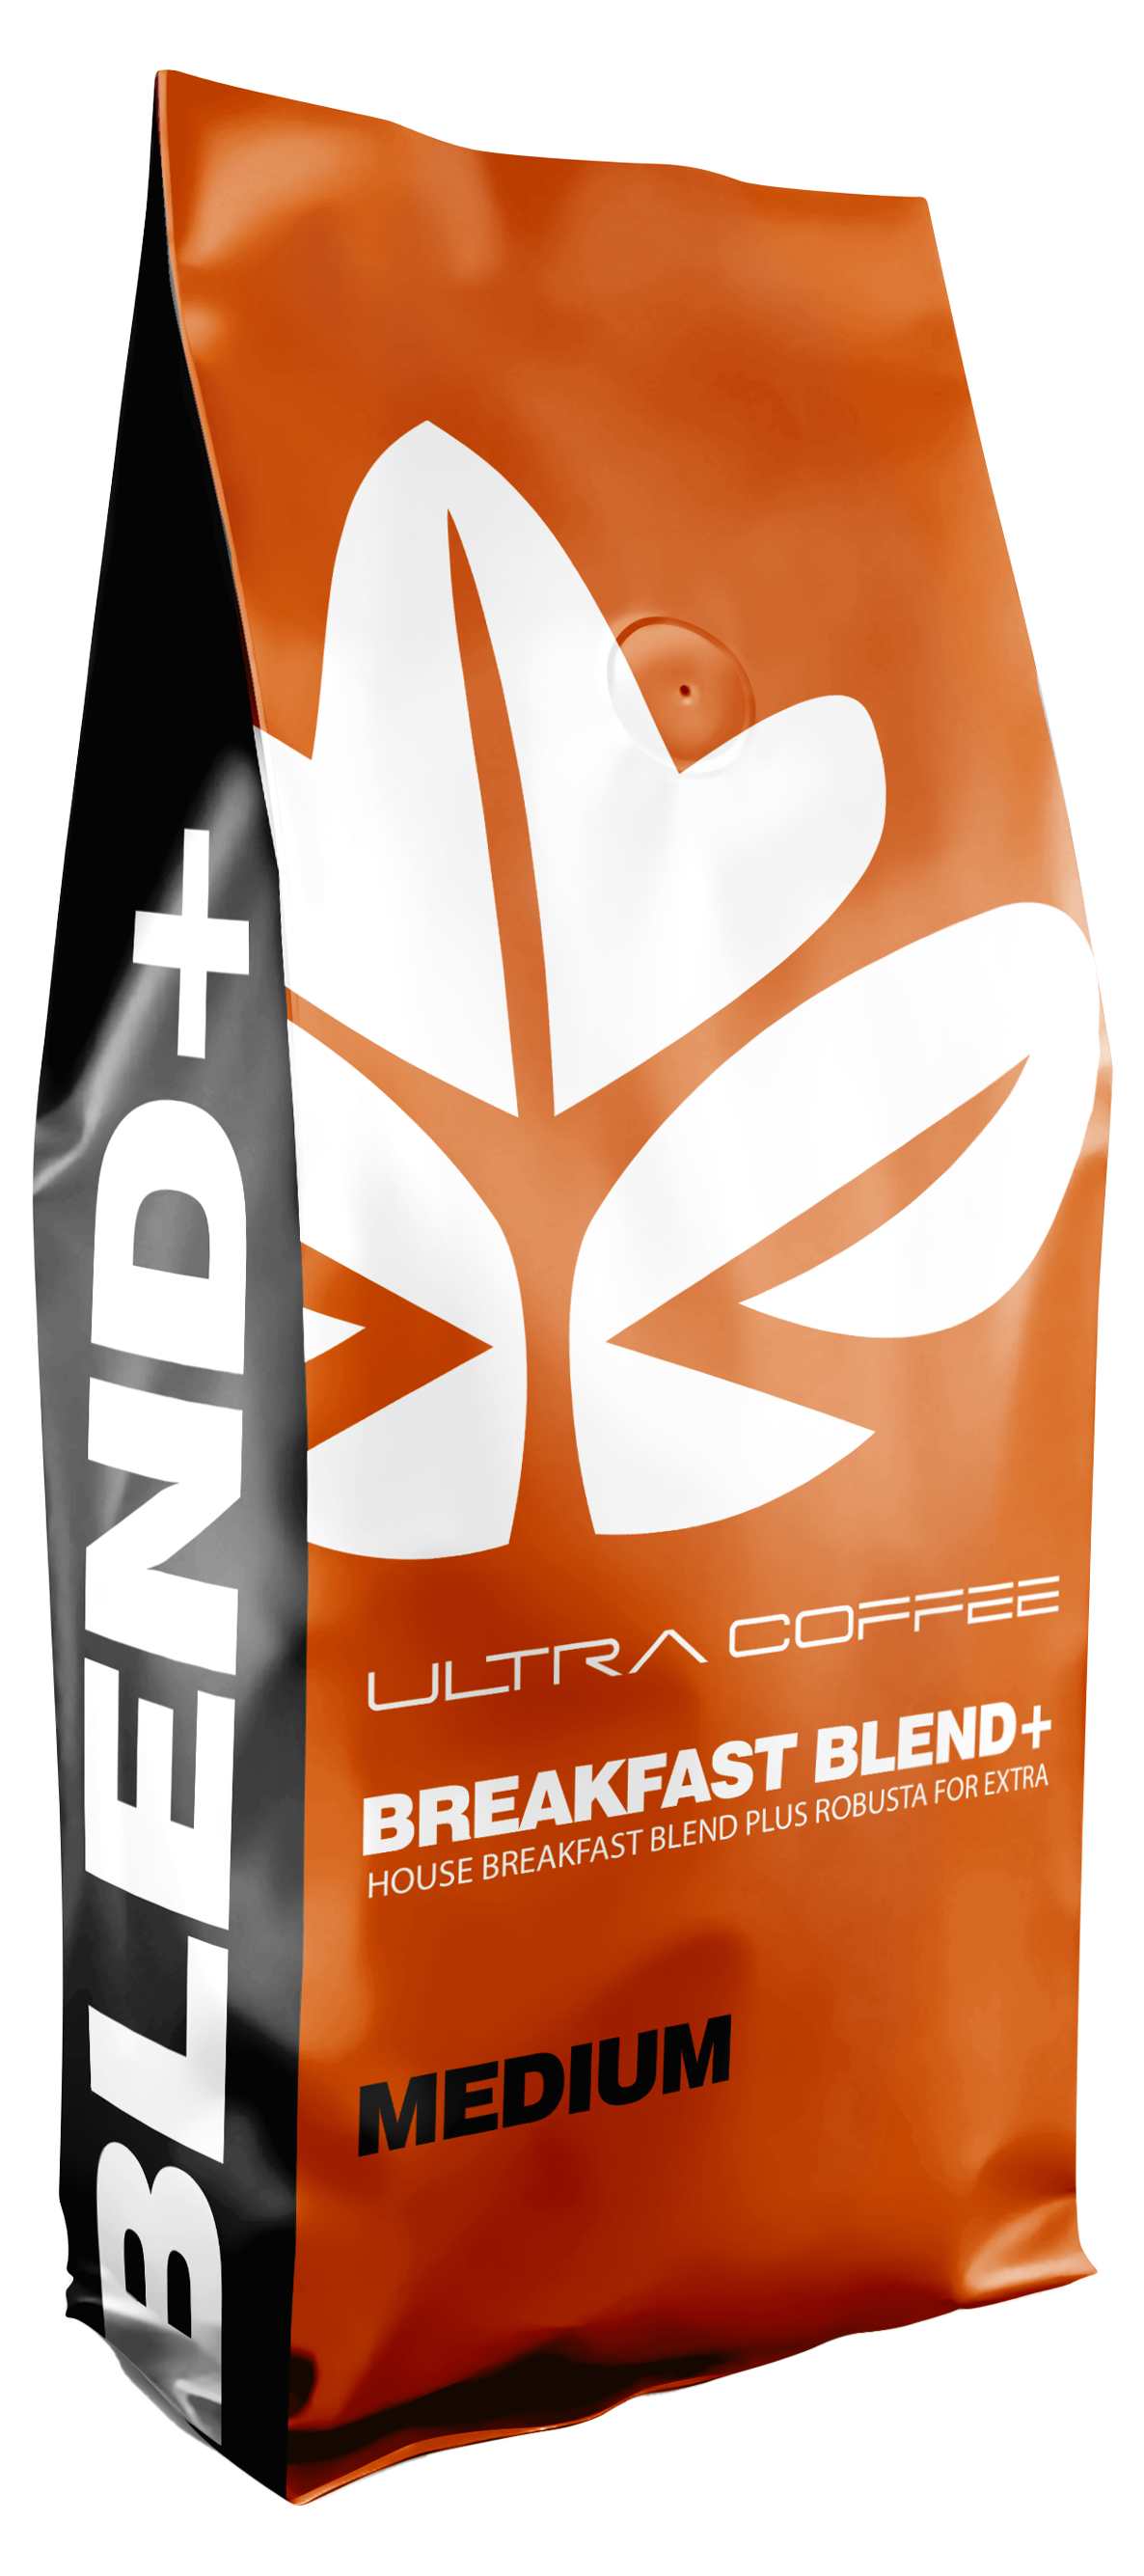 BLEND+
ULTRA COFFEE
BREAKFAST BLEND+
HOUSE BREAKFAST BLEND PLUS ROBUSTA FOR EXTRA
MEDIUM